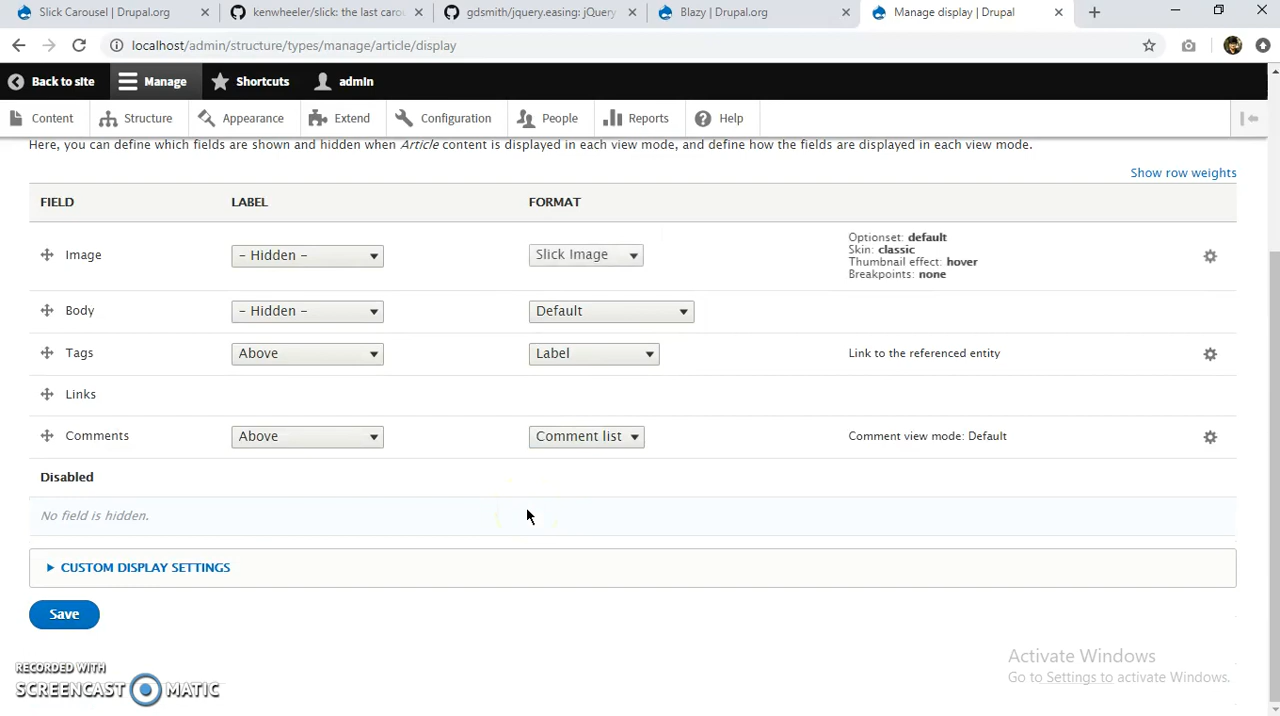 Slick Carousel | Drupal.org
kenwheeler/slick: the last carou
gdsmith/jquery.easing: jQuery
Blazy | Drupal.org
Manage display | Drupal
localhost/admin/structure/types/manage/article/display
Back to site
Manage
Shortcuts
admin
Content
Structure
Appearance
Extend
Configuration
People
Reports
Help
Here, you can define which fields are shown and hidden when Article content is displayed in each view mode, and define how the fields are displayed in each view mode.
Show row weights
FIELD LABEL FORMAT
Image - Hidden - Slick Image
Optionset: default
Skin: classic
Thumbnail effect: hover
Breakpoints: none
Body - Hidden - Default
Tags Above Label Link to the referenced entity
Links
Comments Above Comment list Comment view mode: Default
Disabled
No field is hidden.
CUSTOM DISPLAY SETTINGS
Save
Activate Windows
Go to Settings to activate Windows.
RECORDED WITH
SCREENCAST MATIC